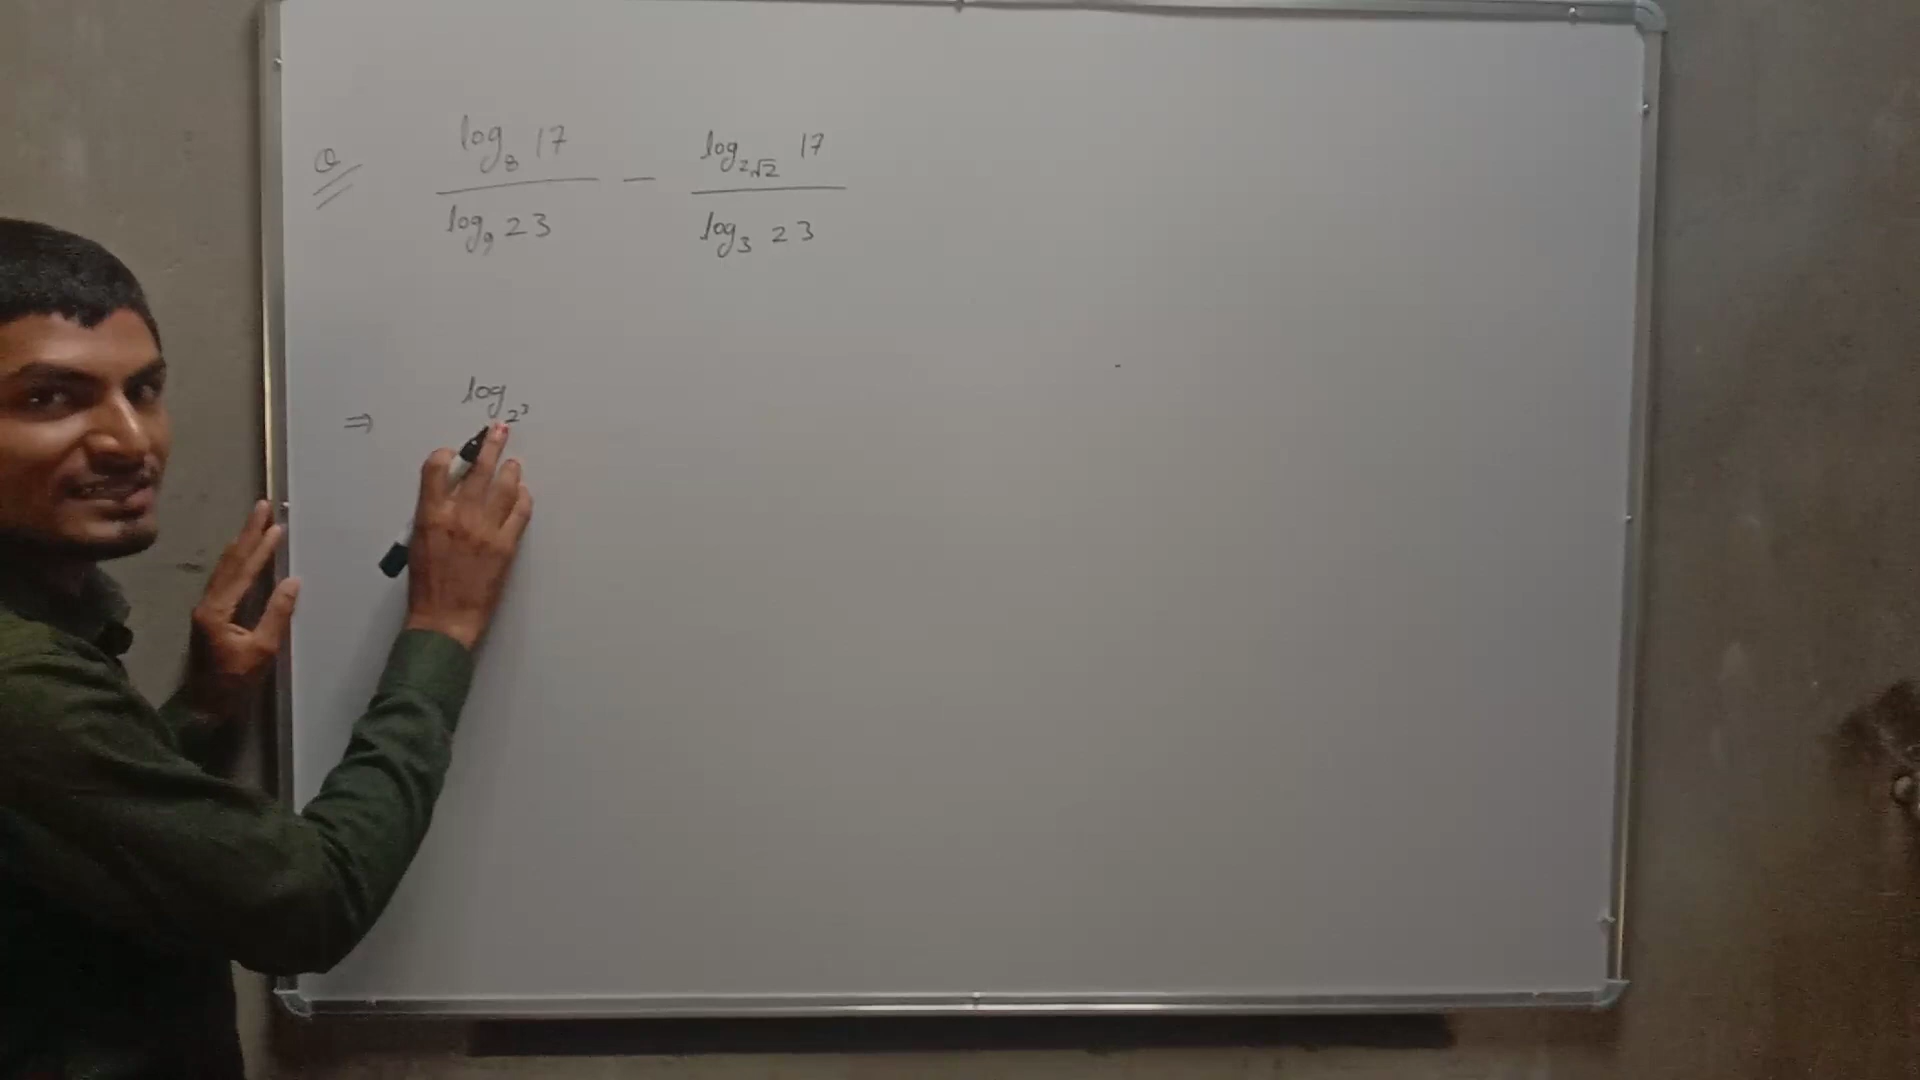 Q log₈ 17 / log₉ 23 − log₂√₂ 17 / log₃ 23
⇒ log₂³